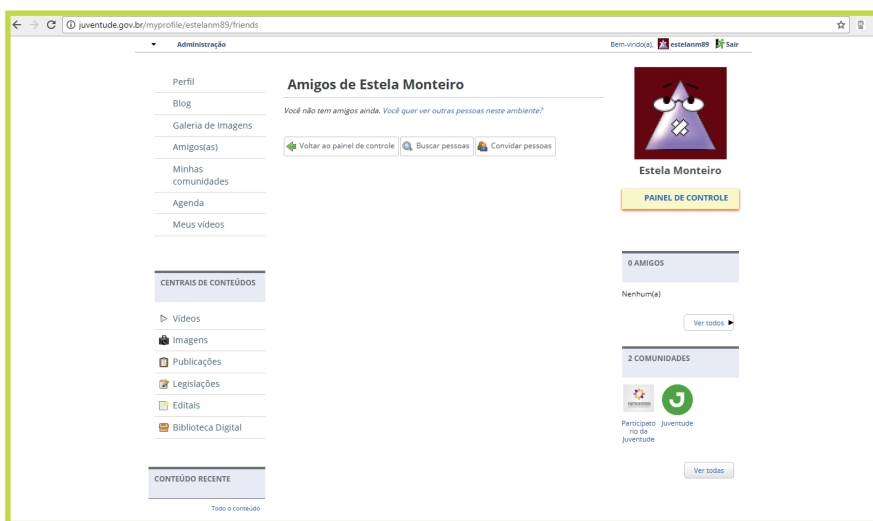 juventude.gov.br/myprofile/estelanm89/friends
Administração
Bem-vindo(a), estelanm89 Sair
Perfil
Blog
Galeria de Imagens
Amigos(as)
Minhas
comunidades
Agenda
Meus vídeos
CENTRAIS DE CONTEÚDOS
Vídeos
Imagens
Publicações
Legislações
Editais
Biblioteca Digital
CONTEÚDO RECENTE
Todo o conteúdo
Amigos de Estela Monteiro
Você não tem amigos ainda. Você quer ver outras pessoas neste ambiente?
Voltar ao painel de controle Buscar pessoas Convidar pessoas
Estela Monteiro
PAINEL DE CONTROLE
0 AMIGOS
Nenhum(a)
Ver todos
2 COMUNIDADES
Participato Juventude
rio da
Juventude
Ver todas